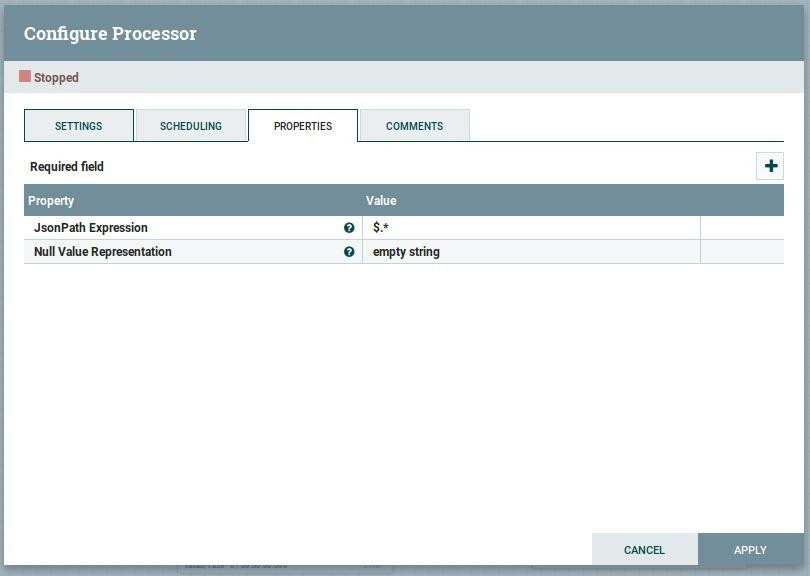 Configure Processor
Stopped
SETTINGS SCHEDULING PROPERTIES COMMENTS
Required field
Property Value
JsonPath Expression $.*
Null Value Representation empty string
CANCEL APPLY